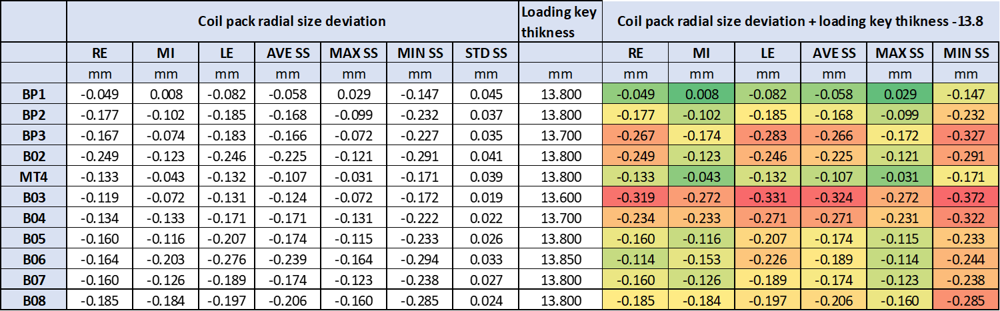 Coil pack radial size deviation Loading key thikness Coil pack radial size deviation + loading key thikness -13.8
RE MI LE AVE SS MAX SS MIN SS STD SS RE MI LE AVE SS MAX SS MIN SS
mm mm mm mm mm mm mm mm mm mm mm mm mm mm
BP1 -0.049 0.008 -0.082 -0.058 0.029 -0.147 0.045 13.800 -0.049 0.008 -0.082 -0.058 0.029 -0.147
BP2 -0.177 -0.102 -0.185 -0.168 -0.099 -0.232 0.037 13.800 -0.177 -0.102 -0.185 -0.168 -0.099 -0.232
BP3 -0.167 -0.074 -0.183 -0.166 -0.072 -0.227 0.035 13.700 -0.267 -0.174 -0.283 -0.266 -0.172 -0.327
B02 -0.249 -0.123 -0.246 -0.225 -0.121 -0.291 0.041 13.800 -0.249 -0.123 -0.246 -0.225 -0.121 -0.291
MT4 -0.133 -0.043 -0.132 -0.107 -0.031 -0.171 0.039 13.800 -0.133 -0.043 -0.132 -0.107 -0.031 -0.171
B03 -0.119 -0.072 -0.131 -0.124 -0.072 -0.172 0.019 13.600 -0.319 -0.272 -0.331 -0.324 -0.272 -0.372
B04 -0.134 -0.133 -0.171 -0.171 -0.131 -0.222 0.022 13.700 -0.234 -0.233 -0.271 -0.271 -0.231 -0.322
B05 -0.160 -0.116 -0.207 -0.174 -0.115 -0.233 0.026 13.800 -0.160 -0.116 -0.207 -0.174 -0.115 -0.233
B06 -0.164 -0.203 -0.276 -0.239 -0.164 -0.294 0.033 13.850 -0.114 -0.153 -0.226 -0.189 -0.114 -0.244
B07 -0.160 -0.126 -0.189 -0.174 -0.123 -0.238 0.027 13.800 -0.160 -0.126 -0.189 -0.174 -0.123 -0.238
B08 -0.185 -0.184 -0.197 -0.206 -0.160 -0.285 0.024 13.800 -0.185 -0.184 -0.197 -0.206 -0.160 -0.285